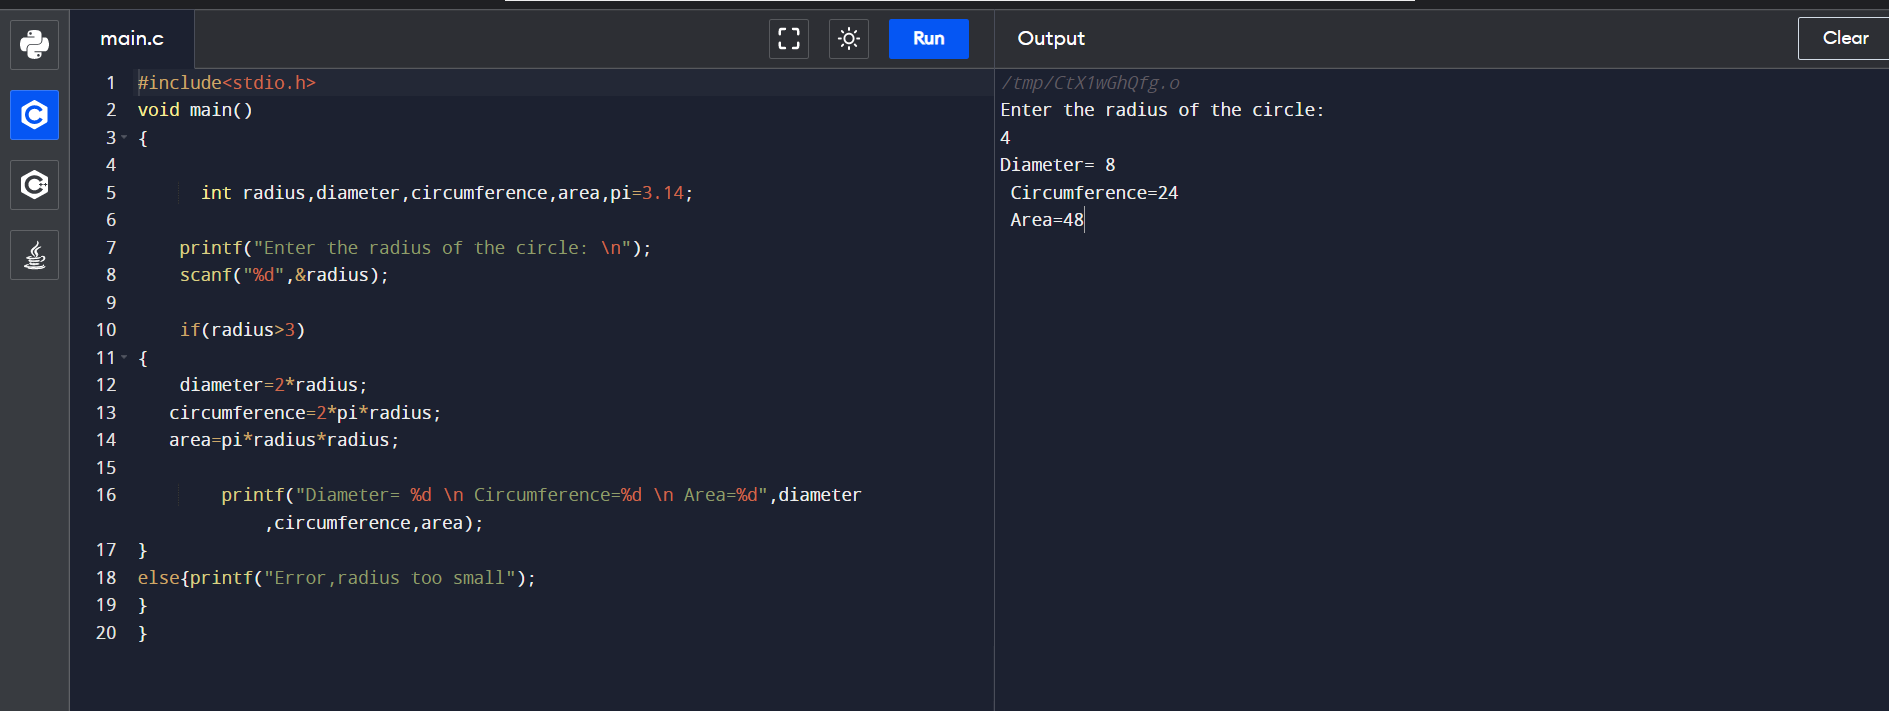 main.c
Run
Output
Clear
1 #include<stdio.h>
2 void main()
3 {
4
5 int radius,diameter,circumference,area,pi=3.14;
6
7 printf("Enter the radius of the circle: \n");
8 scanf("%d",&radius);
9
10 if(radius>3)
11 {
12 diameter=2*radius;
13 circumference=2*pi*radius;
14 area=pi*radius*radius;
15
16 printf("Diameter= %d \n Circumference=%d \n Area=%d",diameter
,circumference,area);
17 }
18 else{printf("Error,radius too small");
19 }
20 }
/tmp/CtX1wGhQfg.o
Enter the radius of the circle:
4
Diameter= 8
Circumference=24
Area=48